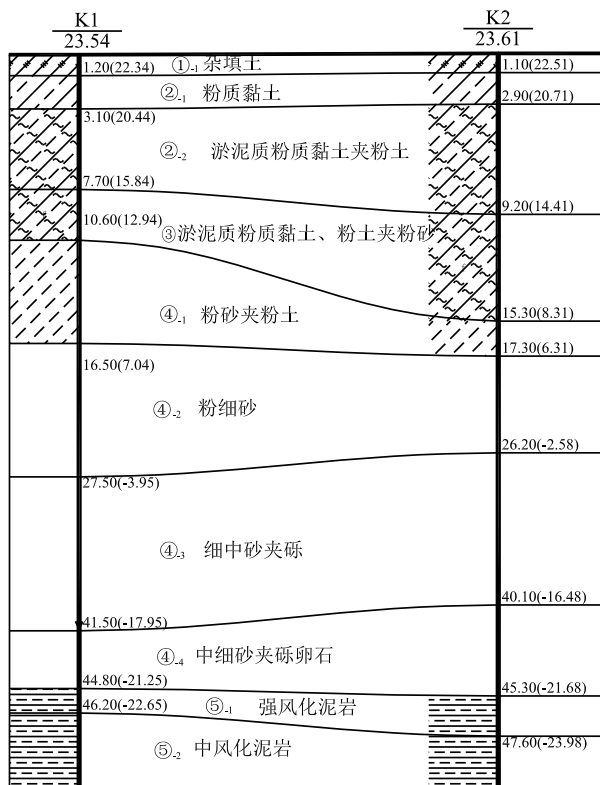 K1
23.54
K2
23.61
1.20(22.34)
①-1 杂填土
1.10(22.51)
②-1 粉质黏土
2.90(20.71)
3.10(20.44)
②-2 淤泥质粉质黏土夹粉土
7.70(15.84)
9.20(14.41)
10.60(12.94)
③淤泥质粉质黏土、粉土夹粉砂
④-1 粉砂夹粉土
15.30(8.31)
17.30(6.31)
16.50(7.04)
④-2 粉细砂
26.20(-2.58)
27.50(-3.95)
④-3 细中砂夹砾
40.10(-16.48)
41.50(-17.95)
④-4 中细砂夹砾卵石
44.80(-21.25)
45.30(-21.68)
46.20(-22.65)
⑤-1 强风化泥岩
⑤-2 中风化泥岩
47.60(-23.98)